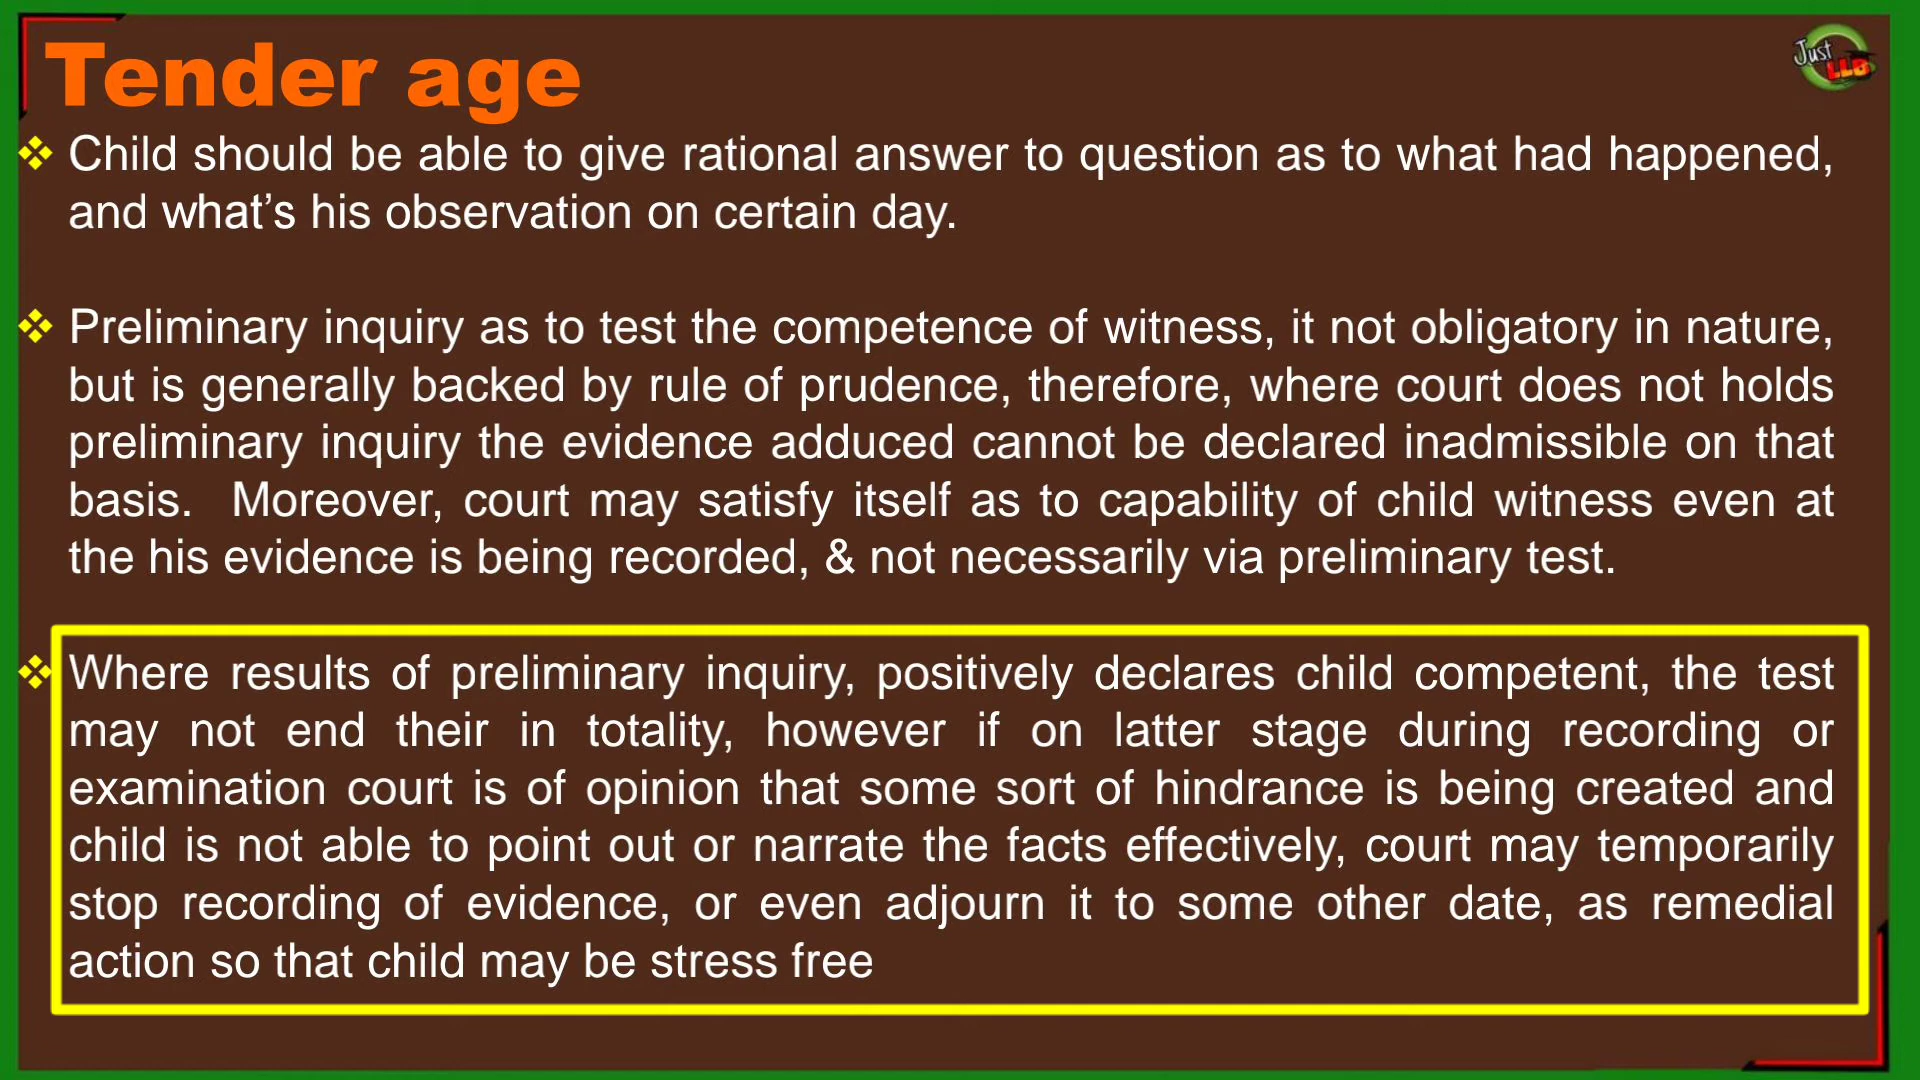 Tender age
Just
LLB
❖ Child should be able to give rational answer to question as to what had happened,
and what’s his observation on certain day.
❖ Preliminary inquiry as to test the competence of witness, it not obligatory in nature,
but is generally backed by rule of prudence, therefore, where court does not holds
preliminary inquiry the evidence adduced cannot be declared inadmissible on that
basis.  Moreover, court may satisfy itself as to capability of child witness even at
the his evidence is being recorded, & not necessarily via preliminary test.
❖ Where results of preliminary inquiry, positively declares child competent, the test
may not end their in totality, however if on latter stage during recording or
examination court is of opinion that some sort of hindrance is being created and
child is not able to point out or narrate the facts effectively, court may temporarily
stop recording of evidence, or even adjourn it to some other date, as remedial
action so that child may be stress free